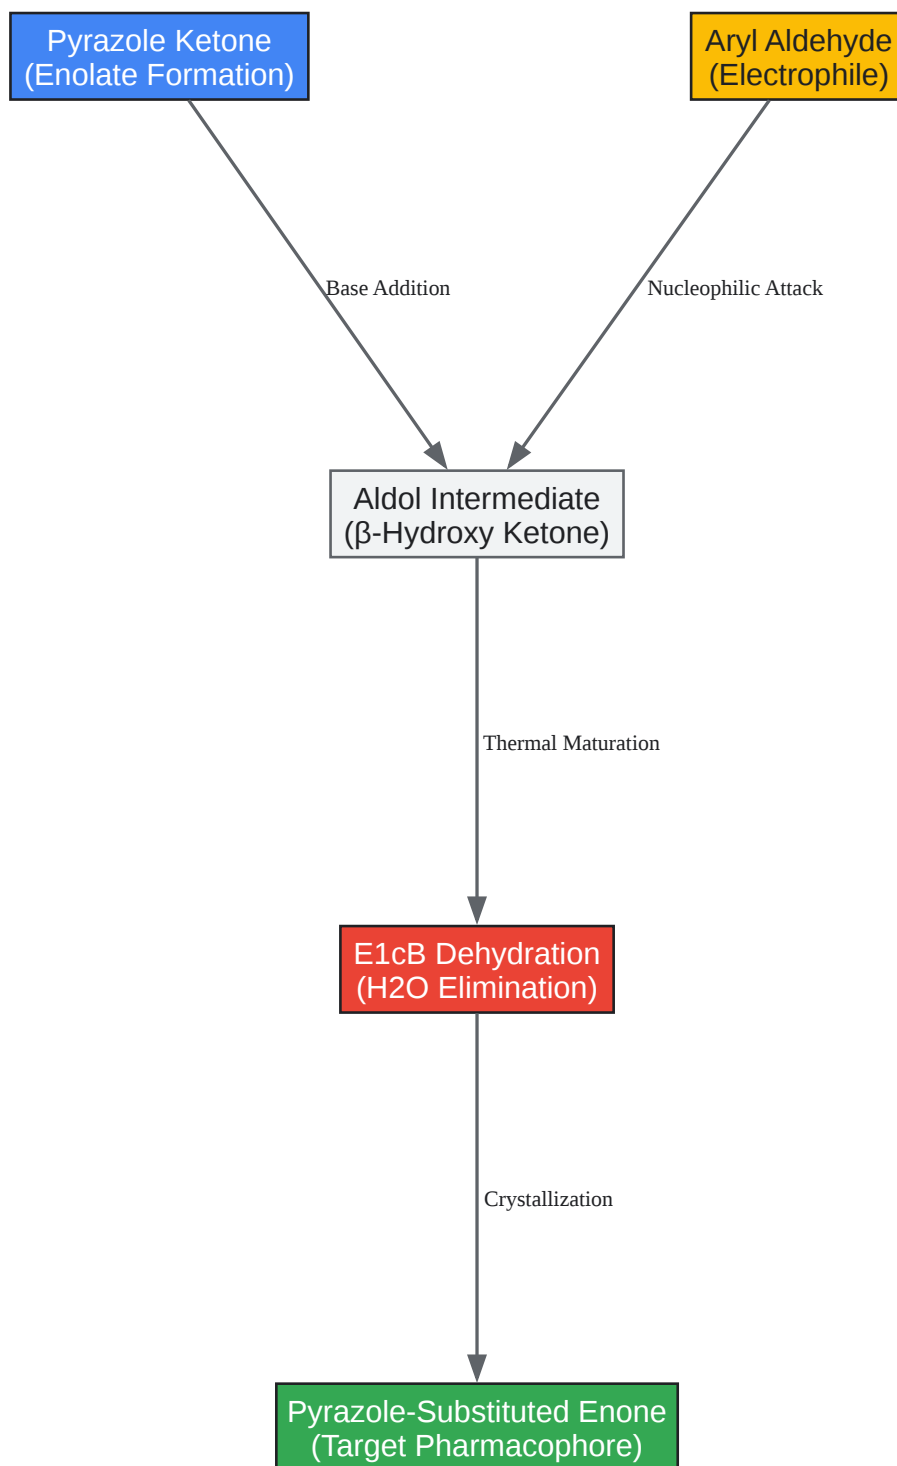 Pyrazole Ketone
(Enolate Formation)
Aryl Aldehyde
(Electrophile)
Base Addition
Nucleophilic Attack
Aldol Intermediate
(β-Hydroxy Ketone)
Thermal Maturation
E1cB Dehydration
(H2O Elimination)
Crystallization
Pyrazole-Substituted Enone
(Target Pharmacophore)